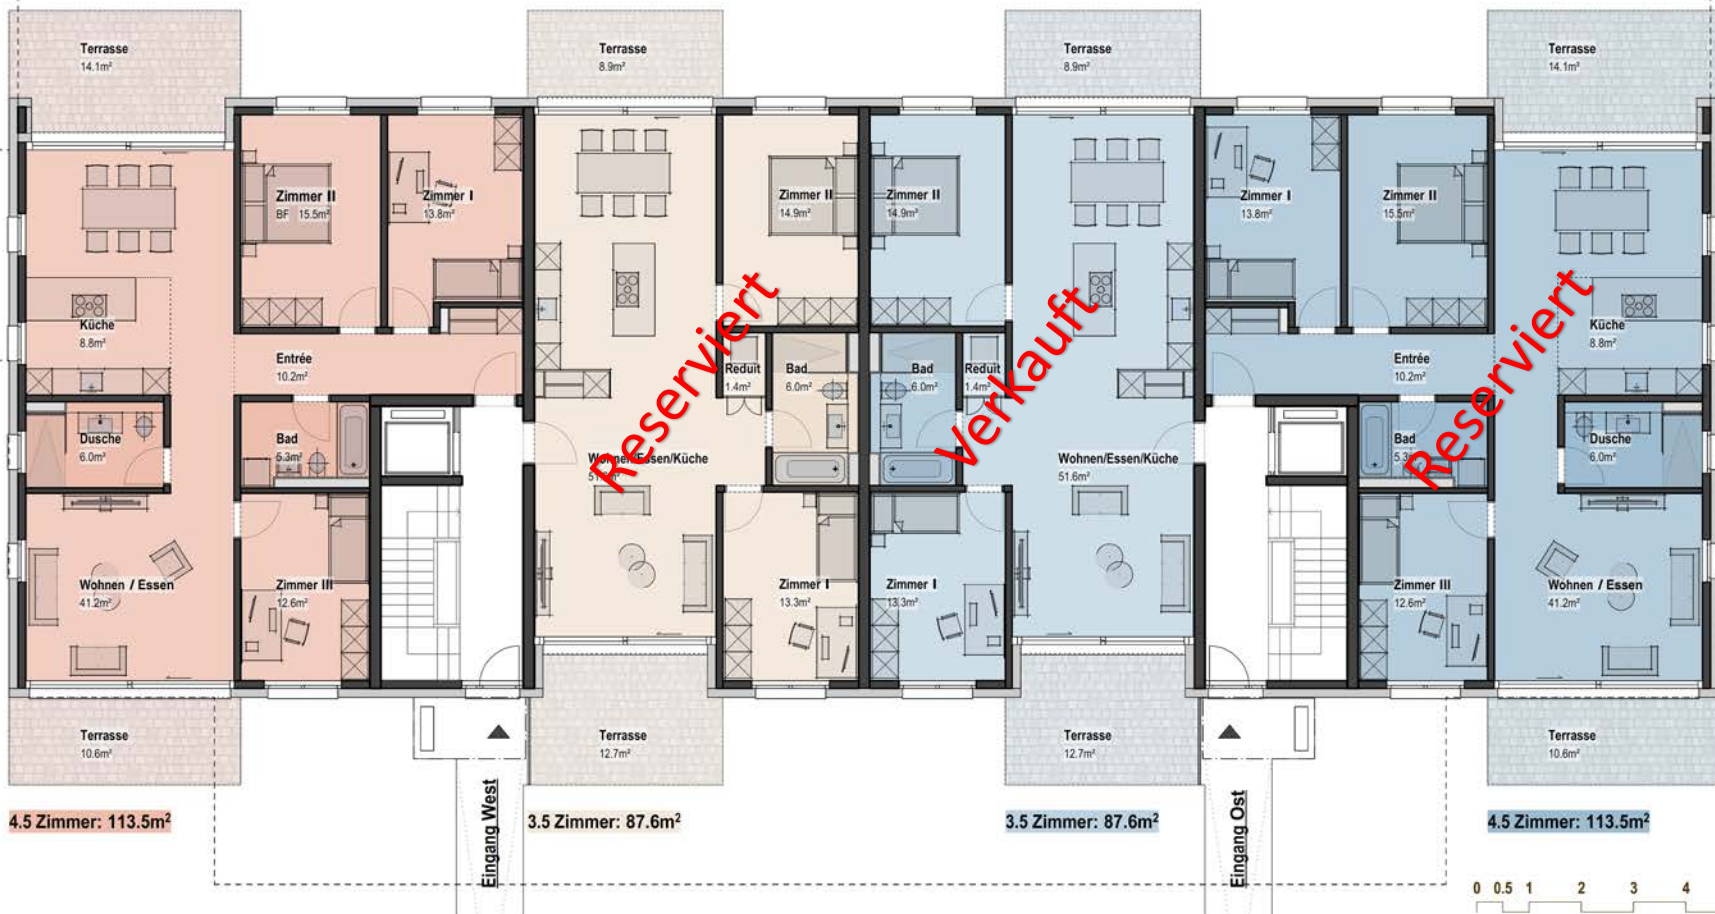 Terrasse
14.1m²
Terrasse
8.9m²
Terrasse
8.9m²
Terrasse
14.1m²
Zimmer II
BF 15.5m²
Zimmer I
13.8m²
Zimmer II
14.9m²
Zimmer II
14.9m²
Zimmer I
13.8m²
Zimmer II
15.5m²
Küche
8.8m²
Entrée
10.2m²
Reserviert
Verkauft
Reserviert
Küche
8.8m²
Entrée
10.2m²
Reduit
1.4m²
Bad
6.0m²
Bad
6.0m²
Reduit
1.4m²
Dusche
6.0m²
Bad
5.3m²
Wohnen/Essen/Küche
Wohnen/Essen/Küche
51.6m²
Bad
Dusche
6.0m²
Wohnen / Essen
41.2m²
Zimmer III
12.6m²
Zimmer I
13.3m²
Zimmer I
13.3m²
Zimmer III
12.6m²
Wohnen / Essen
41.2m²
Terrasse
10.6m²
Terrasse
12.7m²
Terrasse
12.7m²
Terrasse
10.6m²
4.5 Zimmer: 113.5m²
Eingang West
3.5 Zimmer: 87.6m²
3.5 Zimmer: 87.6m²
Eingang Ost
4.5 Zimmer: 113.5m²
0 0.5 1 2 3 4